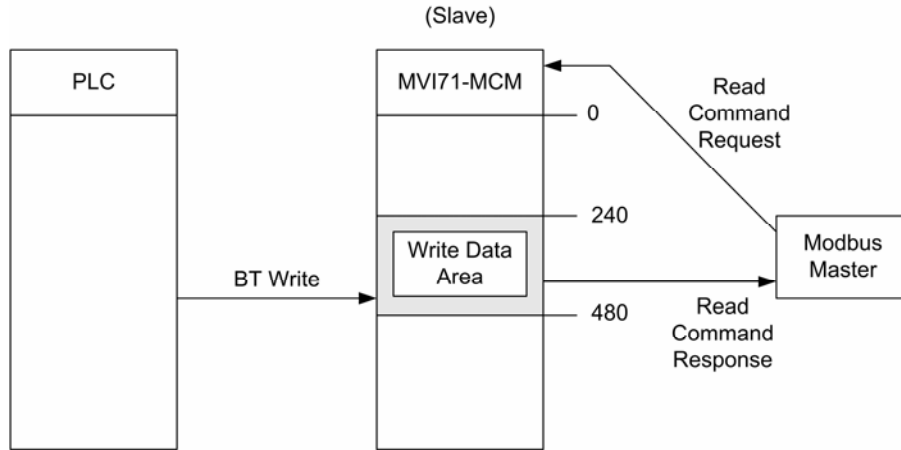 (Slave)
PLC
MVI71-MCM
0
Read
Command
Request
240
Write Data
Area
Modbus
Master
BT Write
480
Read
Command
Response